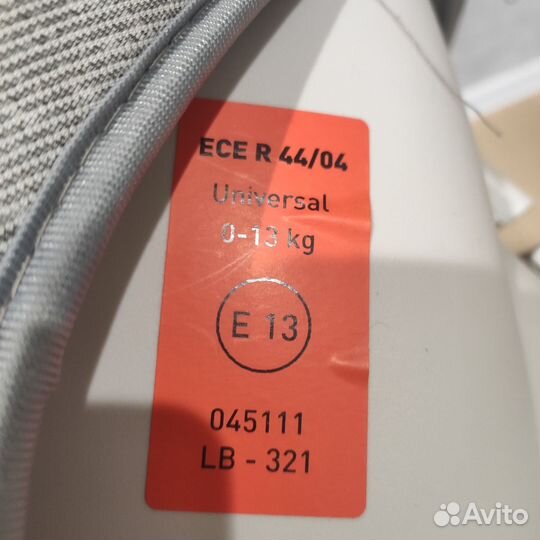 ECE R 44/04
Universal
0-13 kg
E 13
045111
LB - 321
Avito